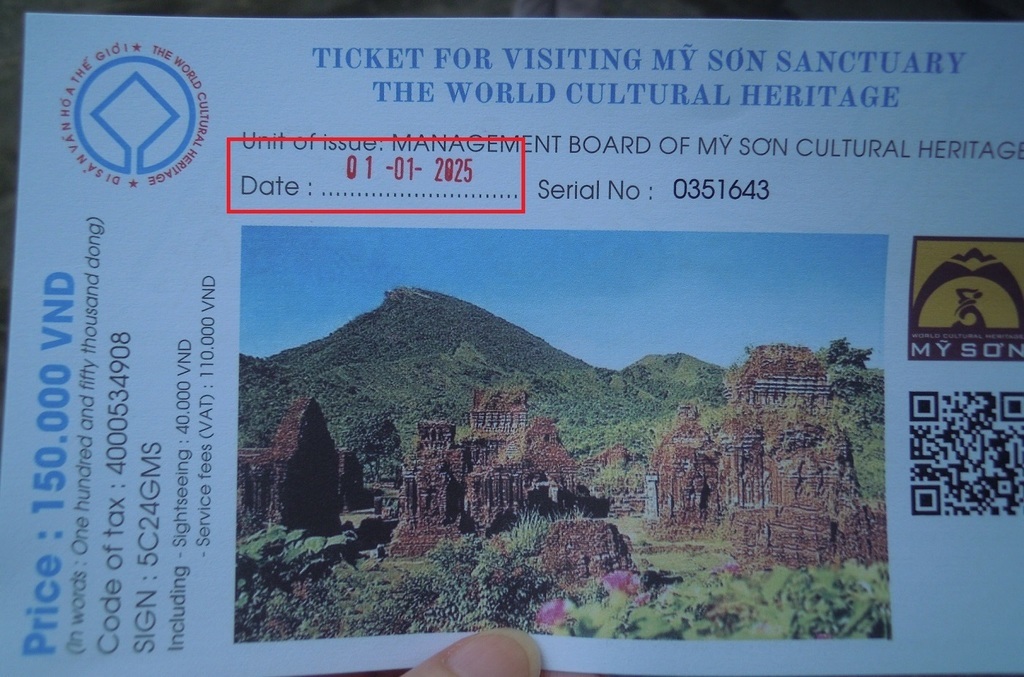 TICKET FOR VISITING MỸ SƠN SANCTUARY
THE WORLD CULTURAL HERITAGE
Unit of issue: MANAGEMENT BOARD OF MỸ SƠN CULTURAL HERITAGE
Date : 01-01-2025 Serial No : 0351643
DI SẢN VĂN HÓA THẾ GIỚI ★ THE WORLD CULTURAL HERITAGE ★
Price : 150.000 VND
(In words : One hundred and fifty thousand dong)
Code of tax : 4000534908
SIGN : 5C24GMS
Including - Sightseeing : 40.000 VND
- Service fees (VAT) : 110.000 VND
WORLD CULTURAL HERITAGE
MỸ SƠN